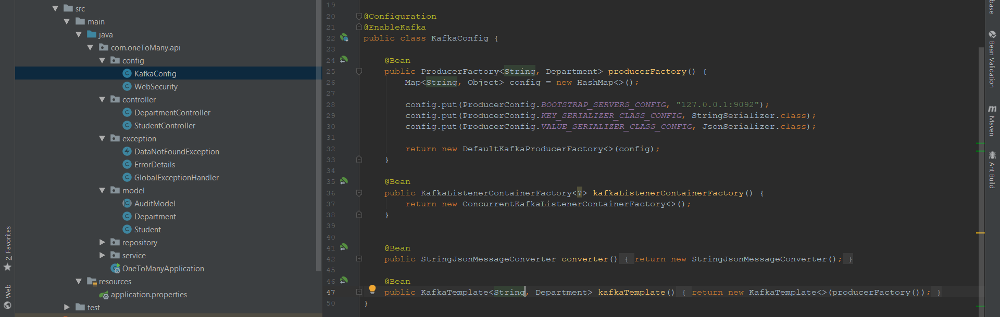 src
main
java
com.oneToMany.api
config
KafkaConfig
WebSecurity
controller
DepartmentController
StudentController
exception
DataNotFoundException
ErrorDetails
GlobalExceptionHandler
model
AuditModel
Department
Student
repository
service
OneToManyApplication
resources
application.properties
test
2: Favorites
Web
19
20 @Configuration
21 @EnableKafka
22 public class KafkaConfig {
23
24 @Bean
25 public ProducerFactory<String, Department> producerFactory() {
26 Map<String, Object> config = new HashMap<>();
27
28 config.put(ProducerConfig.BOOTSTRAP_SERVERS_CONFIG, "127.0.0.1:9092");
29 config.put(ProducerConfig.KEY_SERIALIZER_CLASS_CONFIG, StringSerializer.class);
30 config.put(ProducerConfig.VALUE_SERIALIZER_CLASS_CONFIG, JsonSerializer.class);
31
32 return new DefaultKafkaProducerFactory<>(config);
33 }
34
35 @Bean
36 public KafkaListenerContainerFactory<?> kafkaListenerContainerFactory() {
37 return new ConcurrentKafkaListenerContainerFactory<>();
38 }
39
40
41 @Bean
42 public StringJsonMessageConverter converter() { return new StringJsonMessageConverter(); }
45
46 @Bean
47 public KafkaTemplate<String, Department> kafkaTemplate() { return new KafkaTemplate<>(producerFactory()); }
50 }
base
Bean Validation
m Maven
Ant Build